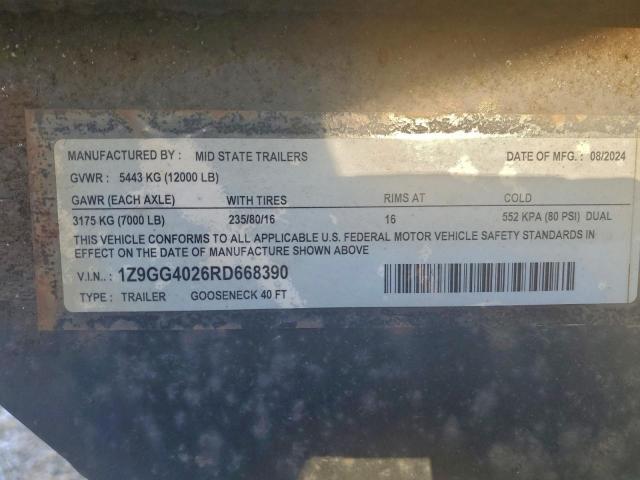 MANUFACTURED BY : MID STATE TRAILERS DATE OF MFG. : 08/2024
GVWR : 5443 KG (12000 LB)
GAWR (EACH AXLE) WITH TIRES RIMS AT COLD
3175 KG (7000 LB) 235/80/16 16 552 KPA (80 PSI) DUAL
THIS VEHICLE CONFORMS TO ALL APPLICABLE U.S. FEDERAL MOTOR VEHICLE SAFETY STANDARDS IN
EFFECT ON THE DATE OF MANUFACTURE SHOWN ABOVE
V.I.N.. : 1Z9GG4026RD668390
TYPE : TRAILER GOOSENECK 40 FT